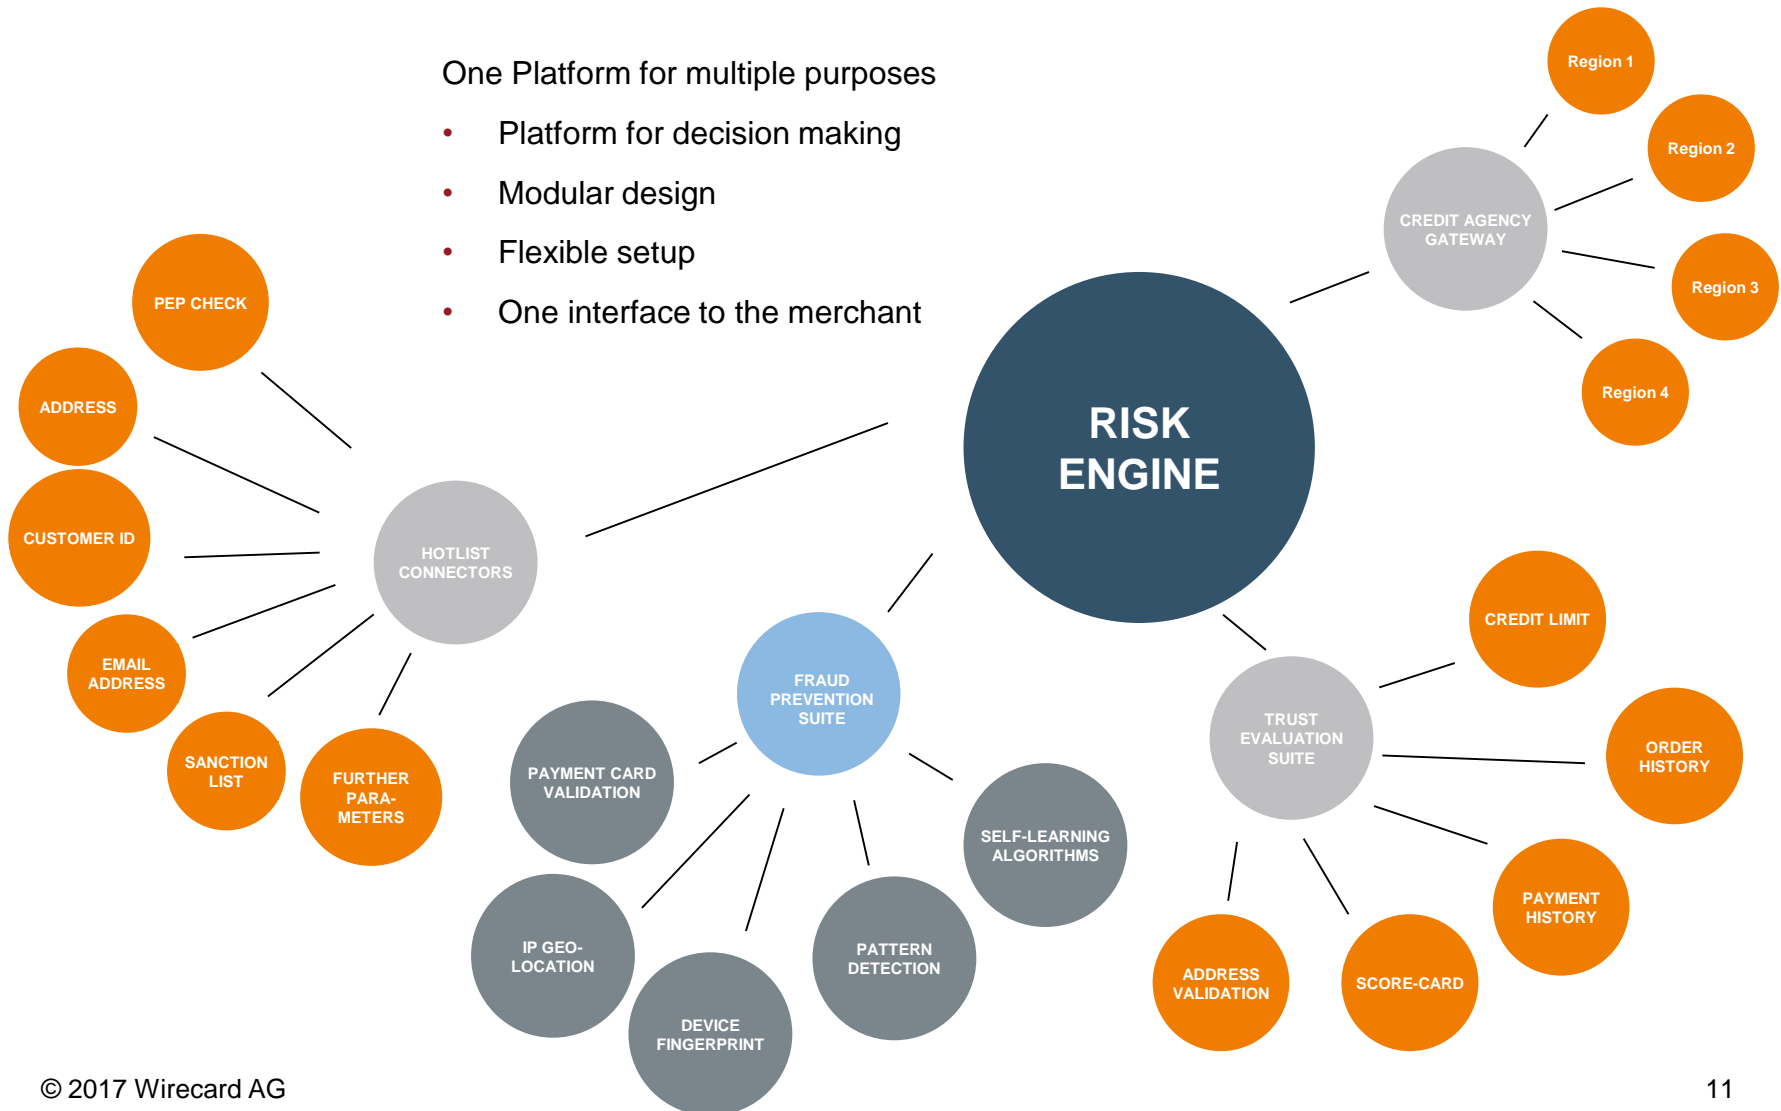 One Platform for multiple purposes
• Platform for decision making
• Modular design
• Flexible setup
• One interface to the merchant
RISK
ENGINE
CREDIT AGENCY
GATEWAY
Region 1
Region 2
Region 3
Region 4
HOTLIST
CONNECTORS
PEP CHECK
ADDRESS
CUSTOMER ID
EMAIL
ADDRESS
SANCTION
LIST
FURTHER
PARA-
METERS
FRAUD
PREVENTION
SUITE
PAYMENT CARD
VALIDATION
IP GEO-
LOCATION
DEVICE
FINGERPRINT
PATTERN
DETECTION
SELF-LEARNING
ALGORITHMS
TRUST
EVALUATION
SUITE
CREDIT LIMIT
ORDER
HISTORY
PAYMENT
HISTORY
SCORE-CARD
ADDRESS
VALIDATION
© 2017 Wirecard AG
11